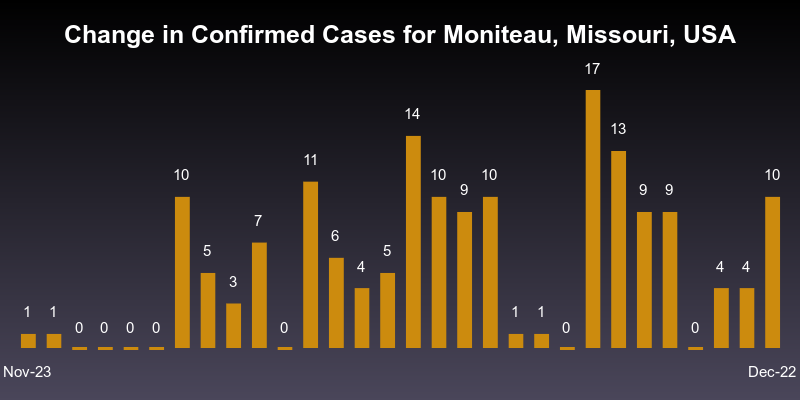 Change in Confirmed Cases for Moniteau, Missouri, USA
1 1 0 0 0 0 10 5 3 7 0 11 6 4 5 14 10 9 10 1 1 0 17 13 9 9 0 4 4 10
Nov-23 Dec-22